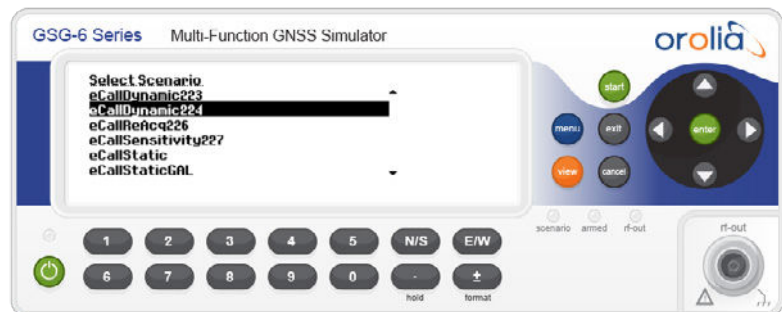 GSG-6 Series Multi-Function GNSS Simulator
orolia
Select Scenario
eCallDynamic223
eCallDynamic224
eCallReAcq226
eCallSensitivity227
eCallStatic
eCallStaticGAL
start
menu exit enter
view cancel
scenario armed rf-out
rf-out
1 2 3 4 5 N/S E/W
6 7 8 9 0 . ±
hold format